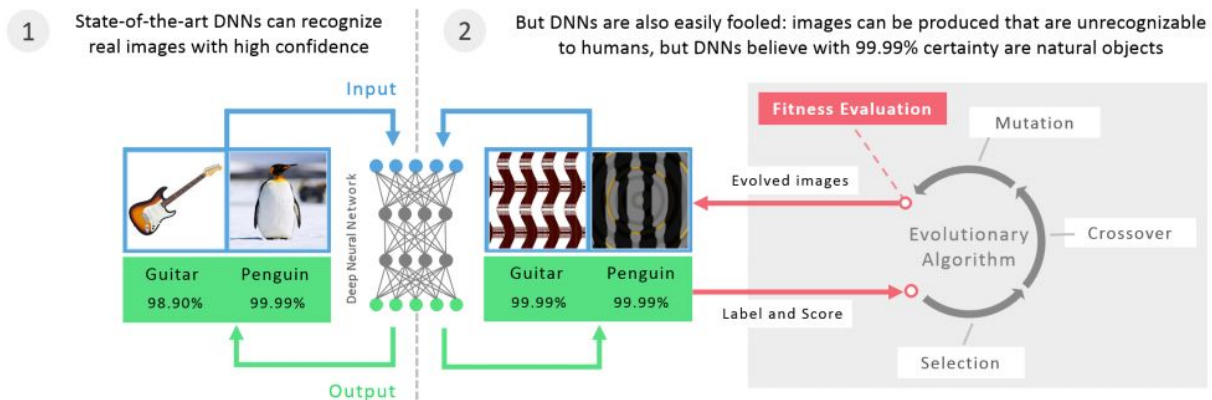 1
State-of-the-art DNNs can recognize
real images with high confidence
2
But DNNs are also easily fooled: images can be produced that are unrecognizable
to humans, but DNNs believe with 99.99% certainty are natural objects
Input
Deep Neural Network
Guitar Penguin
98.90% 99.99%
Output
Guitar Penguin
99.99% 99.99%
Evolved images
Label and Score
Fitness Evaluation
Mutation
Evolutionary
Algorithm
Crossover
Selection